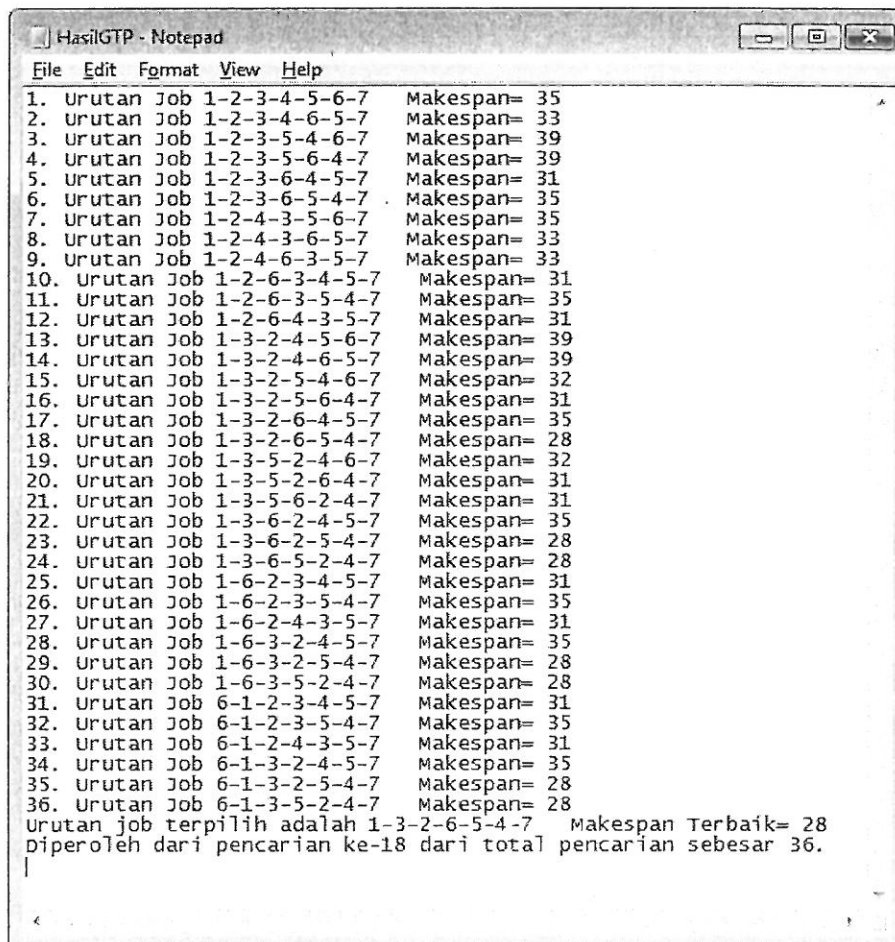 HasilGTP - Notepad
File Edit Format View Help
1. Urutan Job 1-2-3-4-5-6-7 Makespan= 35
2. Urutan Job 1-2-3-4-6-5-7 Makespan= 33
3. Urutan Job 1-2-3-5-4-6-7 Makespan= 39
4. Urutan Job 1-2-3-5-6-4-7 Makespan= 39
5. Urutan Job 1-2-3-6-4-5-7 Makespan= 31
6. Urutan Job 1-2-3-6-5-4-7 Makespan= 35
7. Urutan Job 1-2-4-3-5-6-7 Makespan= 35
8. Urutan Job 1-2-4-3-6-5-7 Makespan= 33
9. Urutan Job 1-2-4-6-3-5-7 Makespan= 33
10. Urutan Job 1-2-6-3-4-5-7 Makespan= 31
11. Urutan Job 1-2-6-3-5-4-7 Makespan= 35
12. Urutan Job 1-2-6-4-3-5-7 Makespan= 31
13. Urutan Job 1-3-2-4-5-6-7 Makespan= 39
14. Urutan Job 1-3-2-4-6-5-7 Makespan= 39
15. Urutan Job 1-3-2-5-4-6-7 Makespan= 32
16. Urutan Job 1-3-2-5-6-4-7 Makespan= 31
17. Urutan Job 1-3-2-6-4-5-7 Makespan= 35
18. Urutan Job 1-3-2-6-5-4-7 Makespan= 28
19. Urutan Job 1-3-5-2-4-6-7 Makespan= 32
20. Urutan Job 1-3-5-2-6-4-7 Makespan= 31
21. Urutan Job 1-3-5-6-2-4-7 Makespan= 31
22. Urutan Job 1-3-6-2-4-5-7 Makespan= 35
23. Urutan Job 1-3-6-2-5-4-7 Makespan= 28
24. Urutan Job 1-3-6-5-2-4-7 Makespan= 28
25. Urutan Job 1-6-2-3-4-5-7 Makespan= 31
26. Urutan Job 1-6-2-3-5-4-7 Makespan= 35
27. Urutan Job 1-6-2-4-3-5-7 Makespan= 31
28. Urutan Job 1-6-3-2-4-5-7 Makespan= 35
29. Urutan Job 1-6-3-2-5-4-7 Makespan= 28
30. Urutan Job 1-6-3-5-2-4-7 Makespan= 28
31. Urutan Job 6-1-2-3-4-5-7 Makespan= 31
32. Urutan Job 6-1-2-3-5-4-7 Makespan= 35
33. Urutan Job 6-1-2-4-3-5-7 Makespan= 31
34. Urutan Job 6-1-3-2-4-5-7 Makespan= 35
35. Urutan Job 6-1-3-2-5-4-7 Makespan= 28
36. Urutan Job 6-1-3-5-2-4-7 Makespan= 28
Urutan job terpilih adalah 1-3-2-6-5-4-7 Makespan Terbaik= 28
Diperoleh dari pencarian ke-18 dari total pencarian sebesar 36.